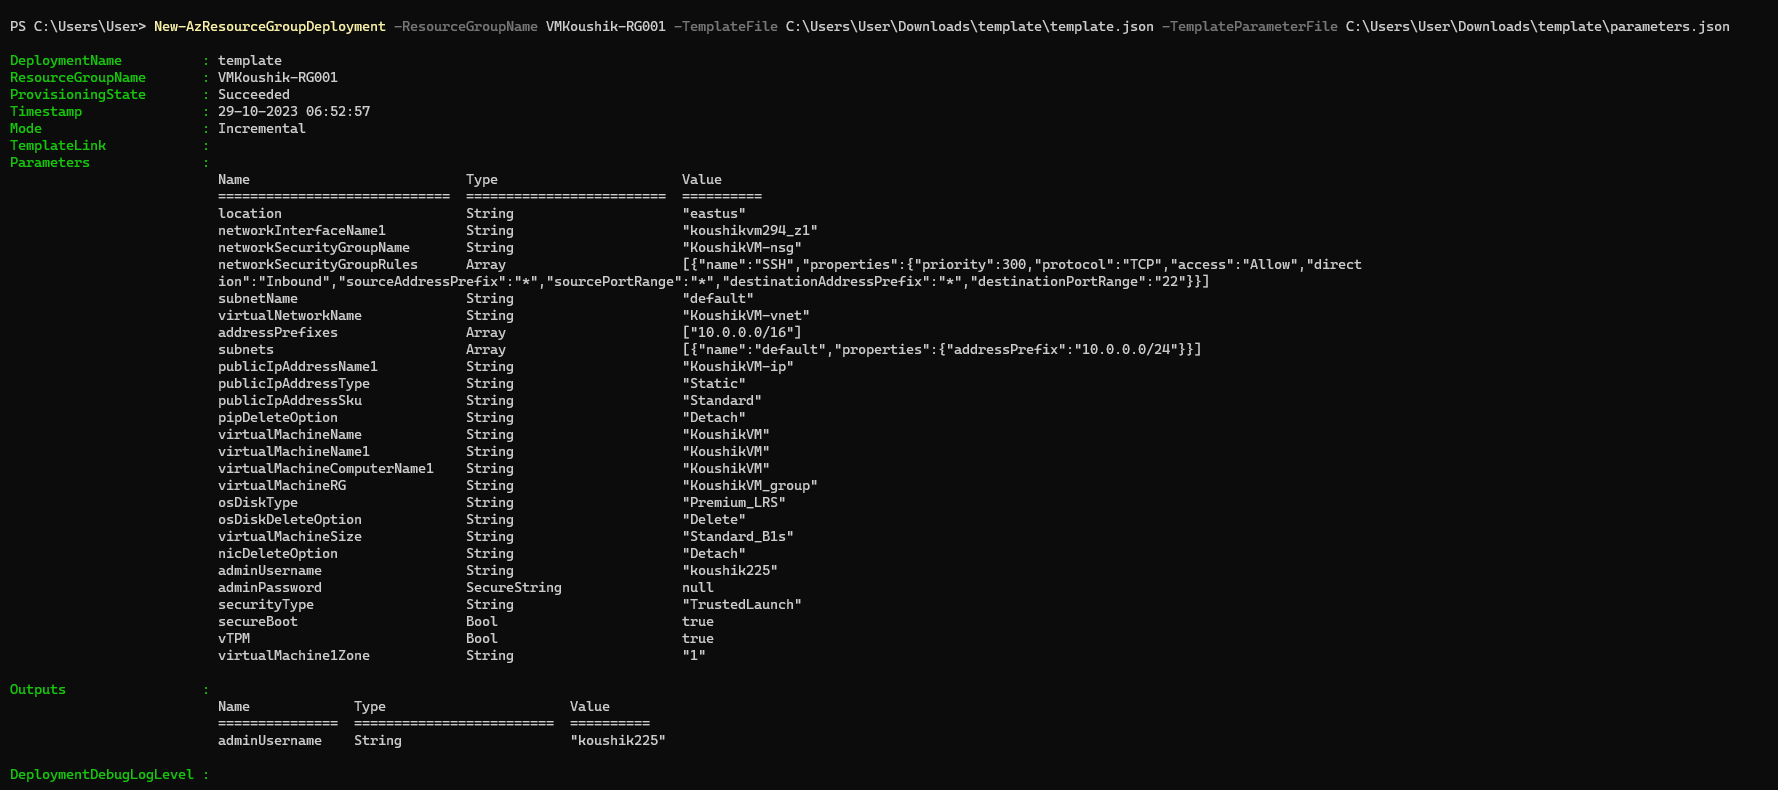 PS C:\Users\User> New-AzResourceGroupDeployment -ResourceGroupName VMKoushik-RG001 -TemplateFile C:\Users\User\Downloads\template\template.json -TemplateParameterFile C:\Users\User\Downloads\template\parameters.json
DeploymentName          : template
ResourceGroupName       : VMKoushik-RG001
ProvisioningState       : Succeeded
Timestamp               : 29-10-2023 06:52:57
Mode                    : Incremental
TemplateLink            :
Parameters              :
                          Name                           Type                       Value
                          =============================  =========================  ==========
                          location                       String                     "eastus"
                          networkInterfaceName1          String                     "koushikvm294_z1"
                          networkSecurityGroupName       String                     "KoushikVM-nsg"
                          networkSecurityGroupRules      Array                      [{"name":"SSH","properties":{"priority":300,"protocol":"TCP","access":"Allow","direct
                          ion":"Inbound","sourceAddressPrefix":"*","sourcePortRange":"*","destinationAddressPrefix":"*","destinationPortRange":"22"}}]
                          subnetName                     String                     "default"
                          virtualNetworkName             String                     "KoushikVM-vnet"
                          addressPrefixes                Array                      ["10.0.0.0/16"]
                          subnets                        Array                      [{"name":"default","properties":{"addressPrefix":"10.0.0.0/24"}}]
                          publicIpAddressName1           String                     "KoushikVM-ip"
                          publicIpAddressType            String                     "Static"
                          publicIpAddressSku             String                     "Standard"
                          pipDeleteOption                String                     "Detach"
                          virtualMachineName             String                     "KoushikVM"
                          virtualMachineName1            String                     "KoushikVM"
                          virtualMachineComputerName1    String                     "KoushikVM"
                          virtualMachineRG               String                     "KoushikVM_group"
                          osDiskType                     String                     "Premium_LRS"
                          osDiskDeleteOption             String                     "Delete"
                          virtualMachineSize             String                     "Standard_B1s"
                          nicDeleteOption                String                     "Detach"
                          adminUsername                  String                     "koushik225"
                          adminPassword                  SecureString               null
                          securityType                   String                     "TrustedLaunch"
                          secureBoot                     Bool                       true
                          vTPM                           Bool                       true
                          virtualMachine1Zone            String                     "1"
Outputs                 :
                          Name             Type                       Value
                          ===============  =========================  ==========
                          adminUsername    String                     "koushik225"
DeploymentDebugLogLevel :